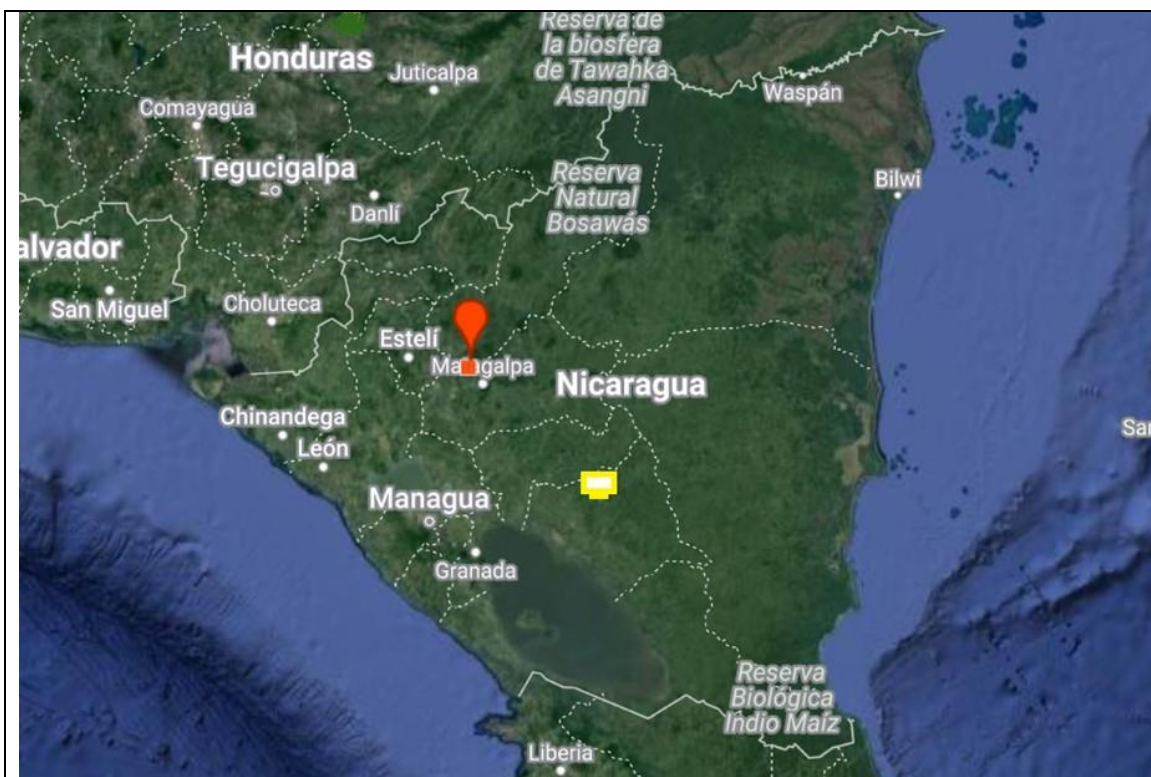 Reserva de
la biosfera
de Tawahka
Asangni
Honduras
Juticalpa
Waspán
Comayagua
Tegucigalpa
Reserva
Natural
Bosawás
Bilwi
Danlí
alvador
San Miguel
Choluteca
Estelí
Matagalpa
Nicaragua
Chinandega
León
Sar
Managua
Granada
Reserva
Biológica
Indio Maíz
Liberia